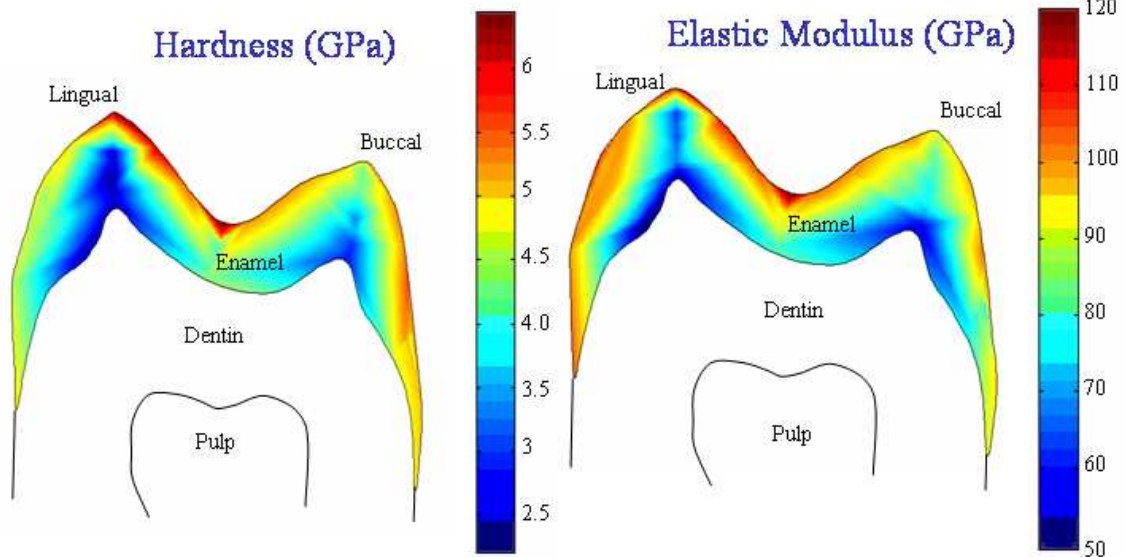 Hardness (GPa)
Lingual
Buccal
Enamel
Dentin
Pulp
6
5.5
5
4.5
4.0
3.5
3
2.5
Elastic Modulus (GPa)
Lingual
Buccal
Enamel
Dentin
Pulp
120
110
100
90
80
70
60
50